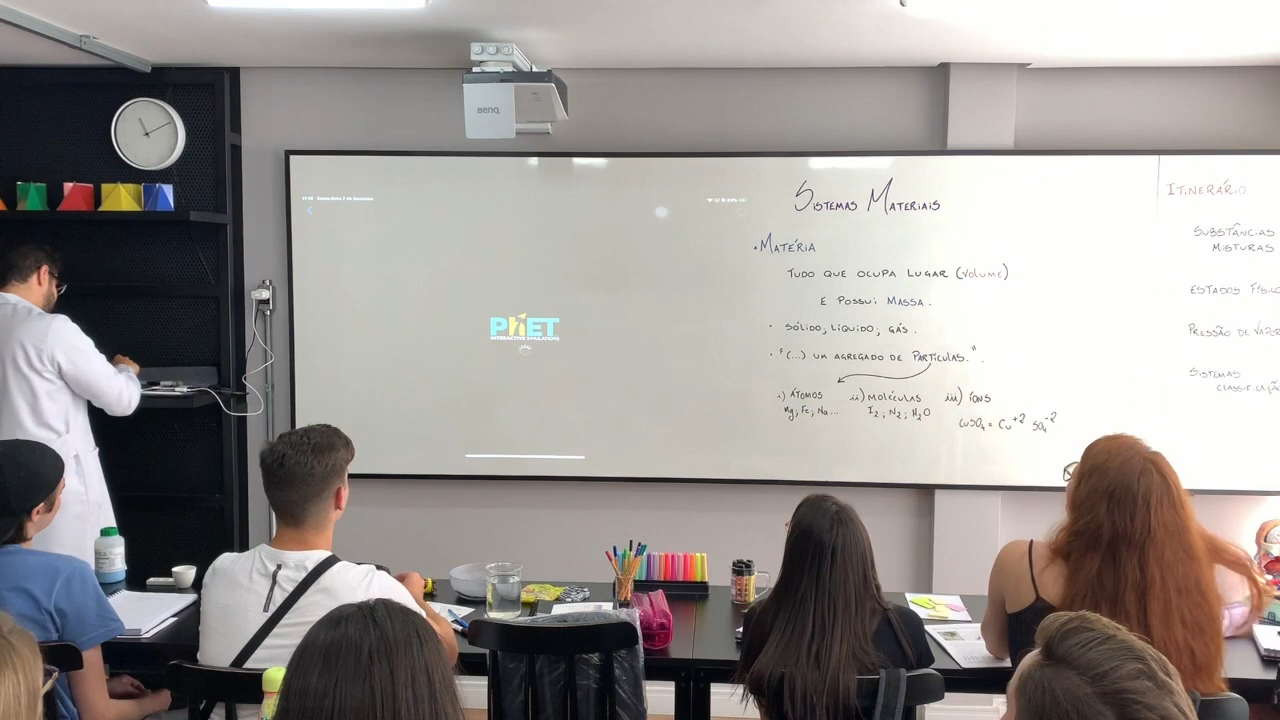 BENQ
PhET
INTERACTIVE SIMULATIONS
SISTEMAS MATERIAIS
• MATÉRIA
TUDO QUE OCUPA LUGAR (VOLUME)
E POSSUI MASSA.
• SÓLIDO, LÍQUIDO, GÁS.
• "(...) UM AGREGADO DE PARTÍCULAS.".
i) ÁTOMOS ii) MOLÉCULAS iii) ÍONS
Mg, Fe, Na... I2; N2; H2O
CuSO4 = Cu+2 SO4-2
ITINERÁRIO
SUBSTÂNCIAS
MISTURAS
ESTADOS FÍSICO
PRESSÃO DE VAPOR
SISTEMAS
CLASSIFICAÇÃ